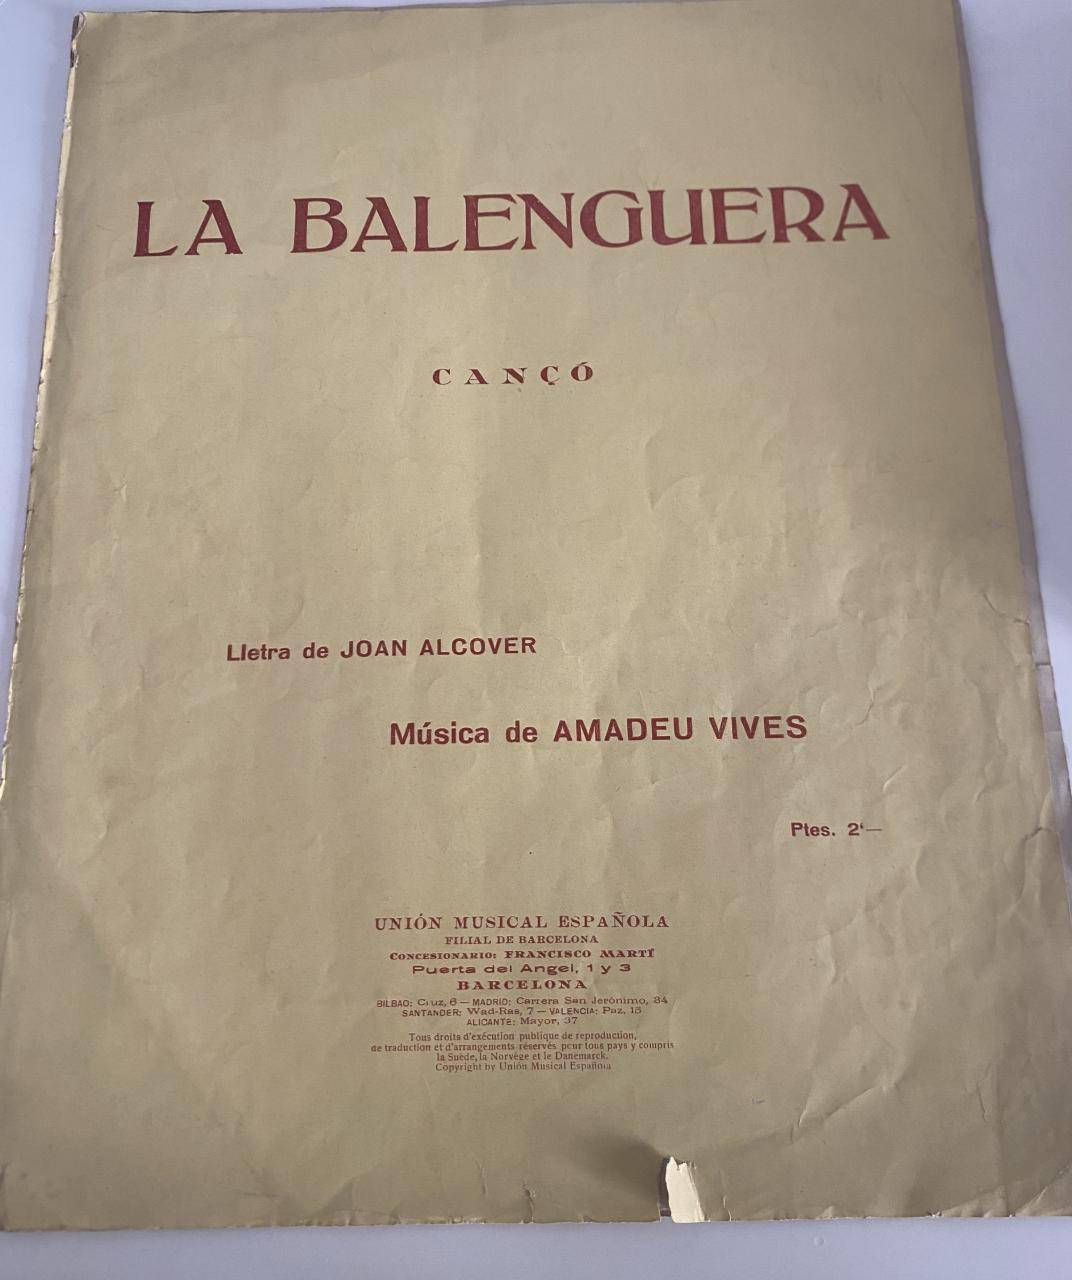 LA BALENGUERA
CANÇÓ
Lletra de JOAN ALCOVER
Música de AMADEU VIVES
Ptes. 2‘—
UNIÓN MUSICAL ESPAÑOLA
FILIAL DE BARCELONA
CONCESIONARIO: FRANCISCO MARTÍ
Puerta del Angel, 1 y 3
BARCELONA
BILBAO: Cruz, 6 — MADRID: Carrera San Jerónimo, 34
SANTANDER: Wad-Ras, 7 — VALENCIA: Paz, 15
ALICANTE: Mayor, 37
Tous droits d'exécution publique de reproduction,
de traduction et d'arrangements réservés pour tous pays y compris
la Suède, la Norvège et le Danemarck.
Copyright by Unión Musical Española